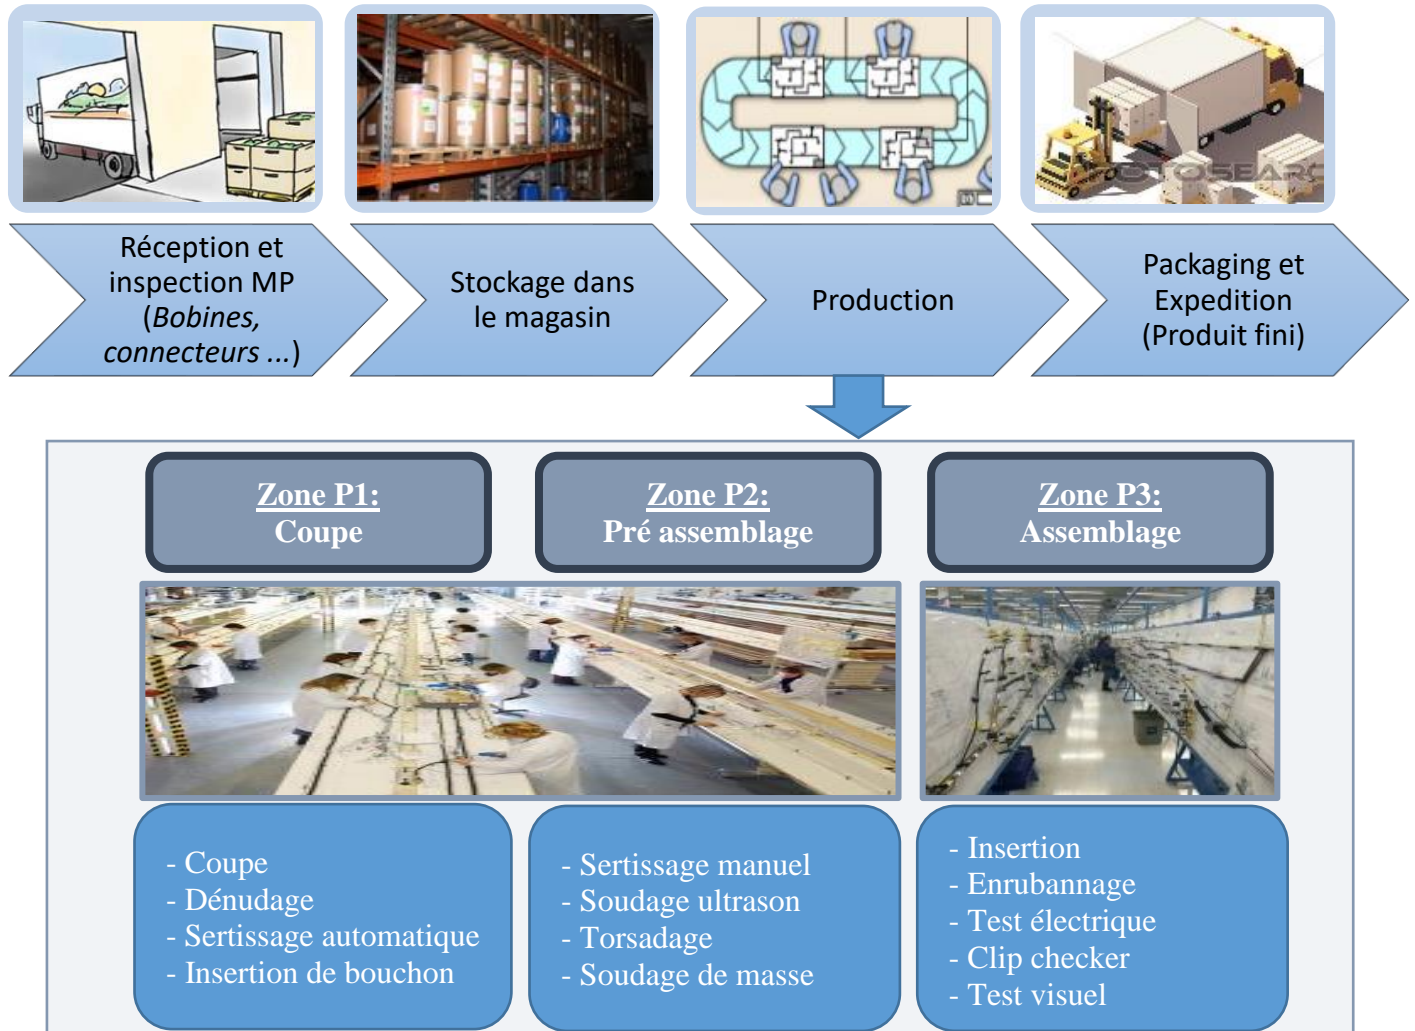 Réception et
inspection MP
(Bobines,
connecteurs ...)
Stockage dans
le magasin
Production
Packaging et
Expedition
(Produit fini)
Zone P1:
Coupe
Zone P2:
Pré assemblage
Zone P3:
Assemblage
- Coupe
- Dénudage
- Sertissage automatique
- Insertion de bouchon
- Sertissage manuel
- Soudage ultrason
- Torsadage
- Soudage de masse
- Insertion
- Enrubannage
- Test électrique
- Clip checker
- Test visuel